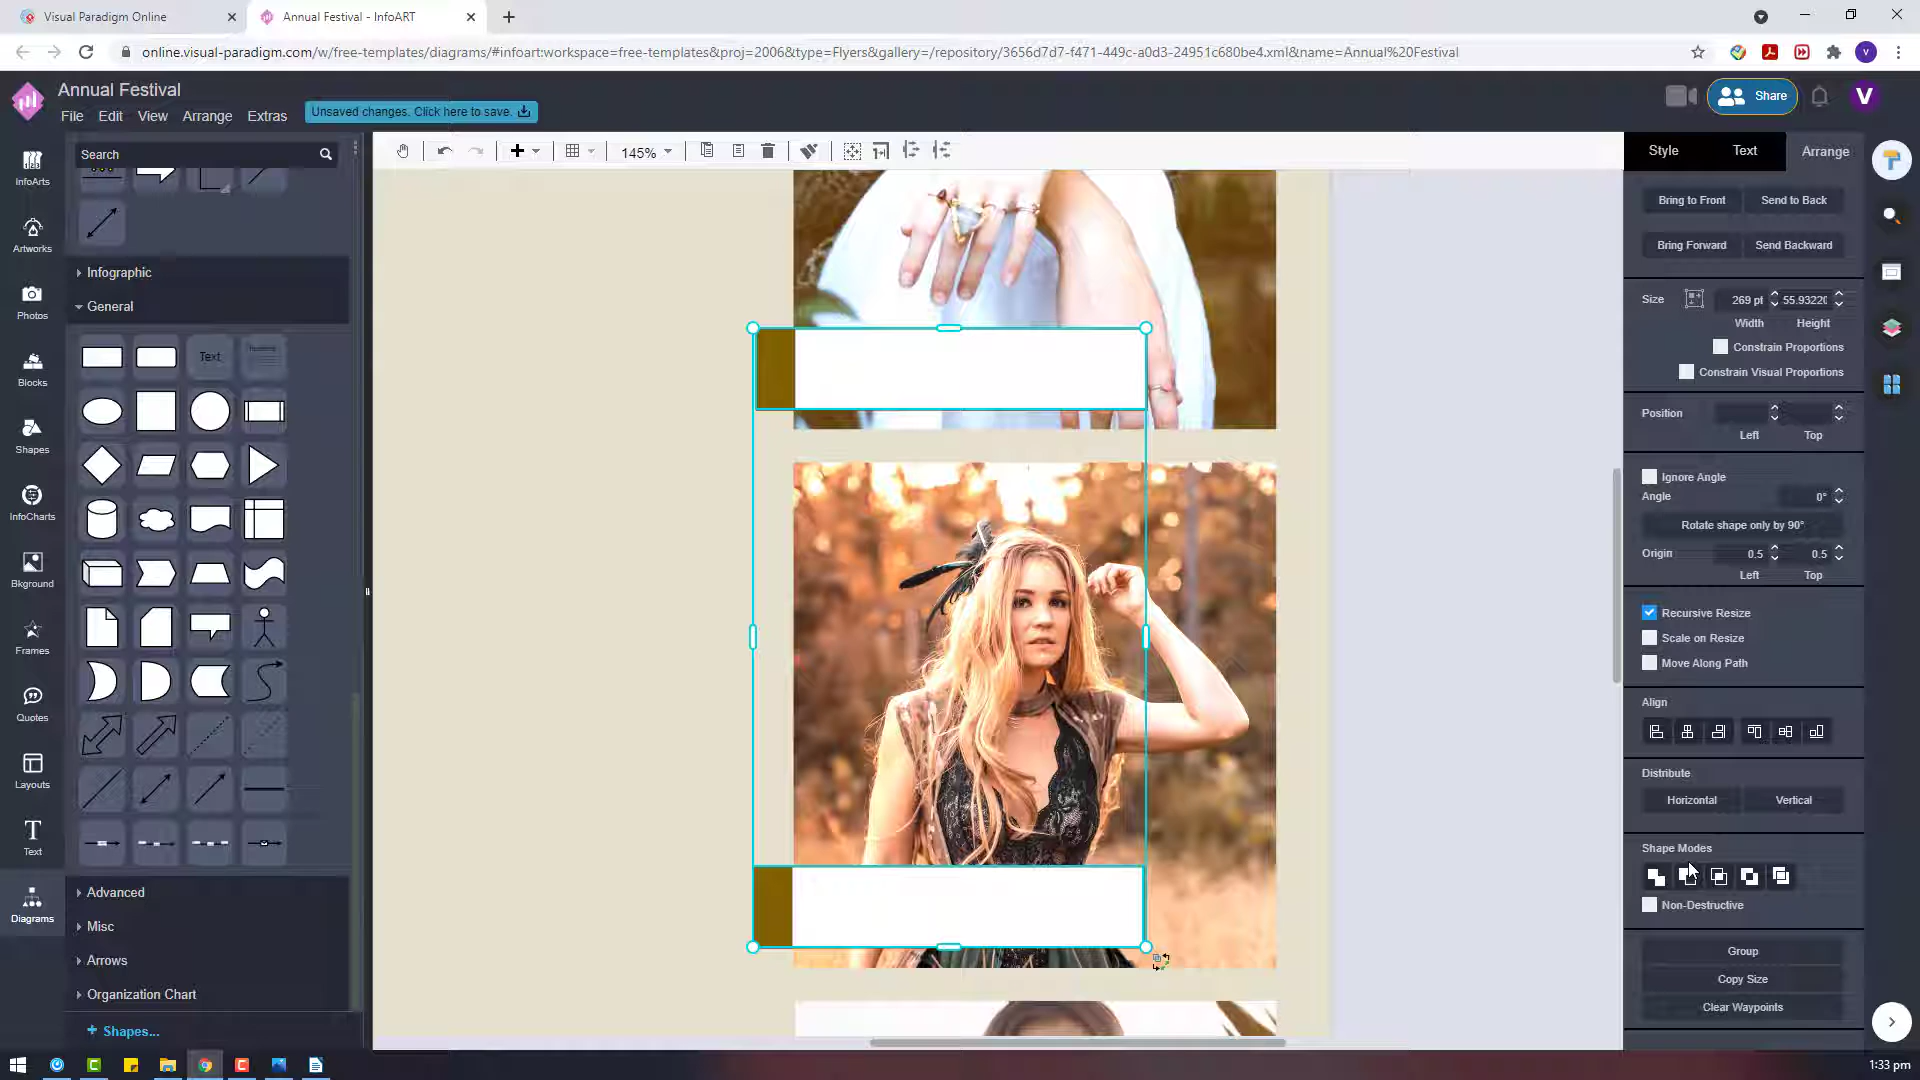 Visual Paradigm Online
Annual Festival - InfoART
online.visual-paradigm.com/w/free-templates/diagrams/#infoart:workspace=free-templates&proj=2006&type=Flyers&gallery=/repository/3656d7d7-f471-449c-a0d3-24951c680be4.xml&name=Annual%20Festival
V
Annual Festival
File Edit View Arrange Extras
Unsaved changes. Click here to save.
Share
V
Search
145%
Style Text Arrange
InfoArts
Artworks
Photos
Blocks
Shapes
InfoCharts
Bkground
Frames
Quotes
Layouts
Text
Diagrams
Infographic
General
Text
Advanced
Misc
Arrows
Organization Chart
+ Shapes...
Bring to Front Send to Back
Bring Forward Send Backward
Size 269 pt 55.93220
Width Height
Constrain Proportions
Constrain Visual Proportions
Position
Left Top
Ignore Angle
Angle 0°
Rotate shape only by 90°
Origin 0.5 0.5
Left Top
Recursive Resize
Scale on Resize
Move Along Path
Align
Distribute
Horizontal Vertical
Shape Modes
Non-Destructive
Group
Copy Size
Clear Waypoints
1:33 pm